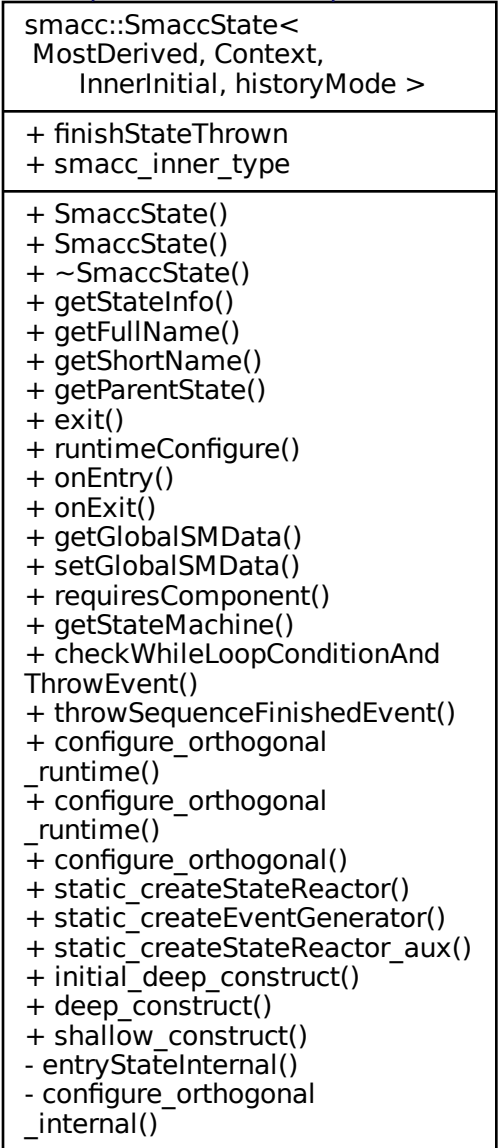 smacc::SmaccState<
MostDerived, Context,
InnerInitial, historyMode >
+ finishStateThrown
+ smacc_inner_type
+ SmaccState()
+ SmaccState()
+ ~SmaccState()
+ getStateInfo()
+ getFullName()
+ getShortName()
+ getParentState()
+ exit()
+ runtimeConfigure()
+ onEntry()
+ onExit()
+ getGlobalSMData()
+ setGlobalSMData()
+ requiresComponent()
+ getStateMachine()
+ checkWhileLoopConditionAnd
ThrowEvent()
+ throwSequenceFinishedEvent()
+ configure_orthogonal
_runtime()
+ configure_orthogonal
_runtime()
+ configure_orthogonal()
+ static_createStateReactor()
+ static_createEventGenerator()
+ static_createStateReactor_aux()
+ initial_deep_construct()
+ deep_construct()
+ shallow_construct()
- entryStateInternal()
- configure_orthogonal
_internal()